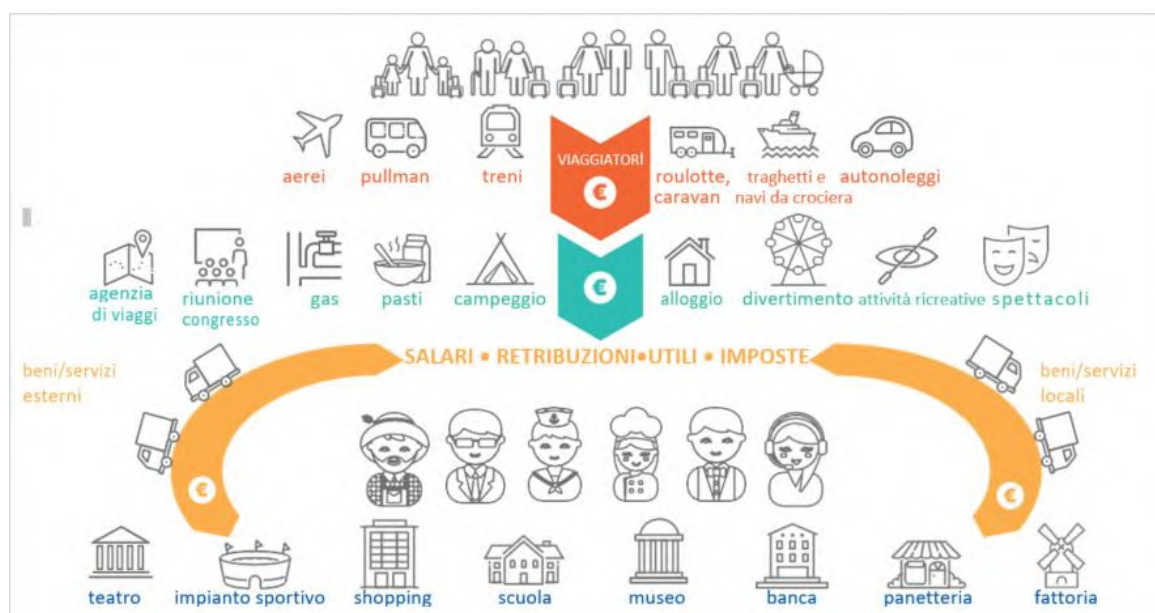 VIAGGIATORÌ
€
aerei
pullman
treni
roulotte,
caravan
traghetti e
navi da crociera
autonoleggi
€
agenzia
di viaggi
riunione
congresso
gas
pasti
campeggio
alloggio
divertimento
attività ricreative
spettacoli
SALARI • RETRIBUZIONI•UTILI • IMPOSTE
beni/servizi
esterni
beni/servizi
locali
€
€
teatro
impianto sportivo
shopping
scuola
museo
banca
panetteria
fattoria